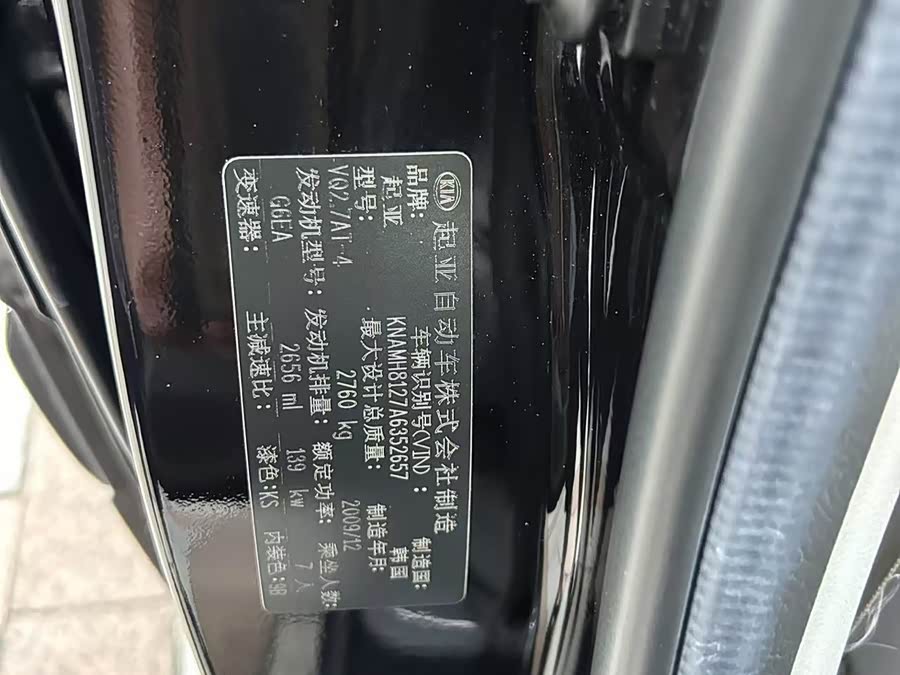 KIA 起亚自动车株式会社制造
品牌: 车辆识别号(VIN): 制造国:
起亚 KNAMH8127A6352657 韩国
型号: 最大设计总质量: 制造年月:
VQ2.7AT-4 2760 kg 2009/12
发动机型号: 发动机排量: 额定功率: 乘坐人数:
G6EA 2656 ml 139 kw 7 人
变速器: 主减速比: 漆色:KS 内装色:9B